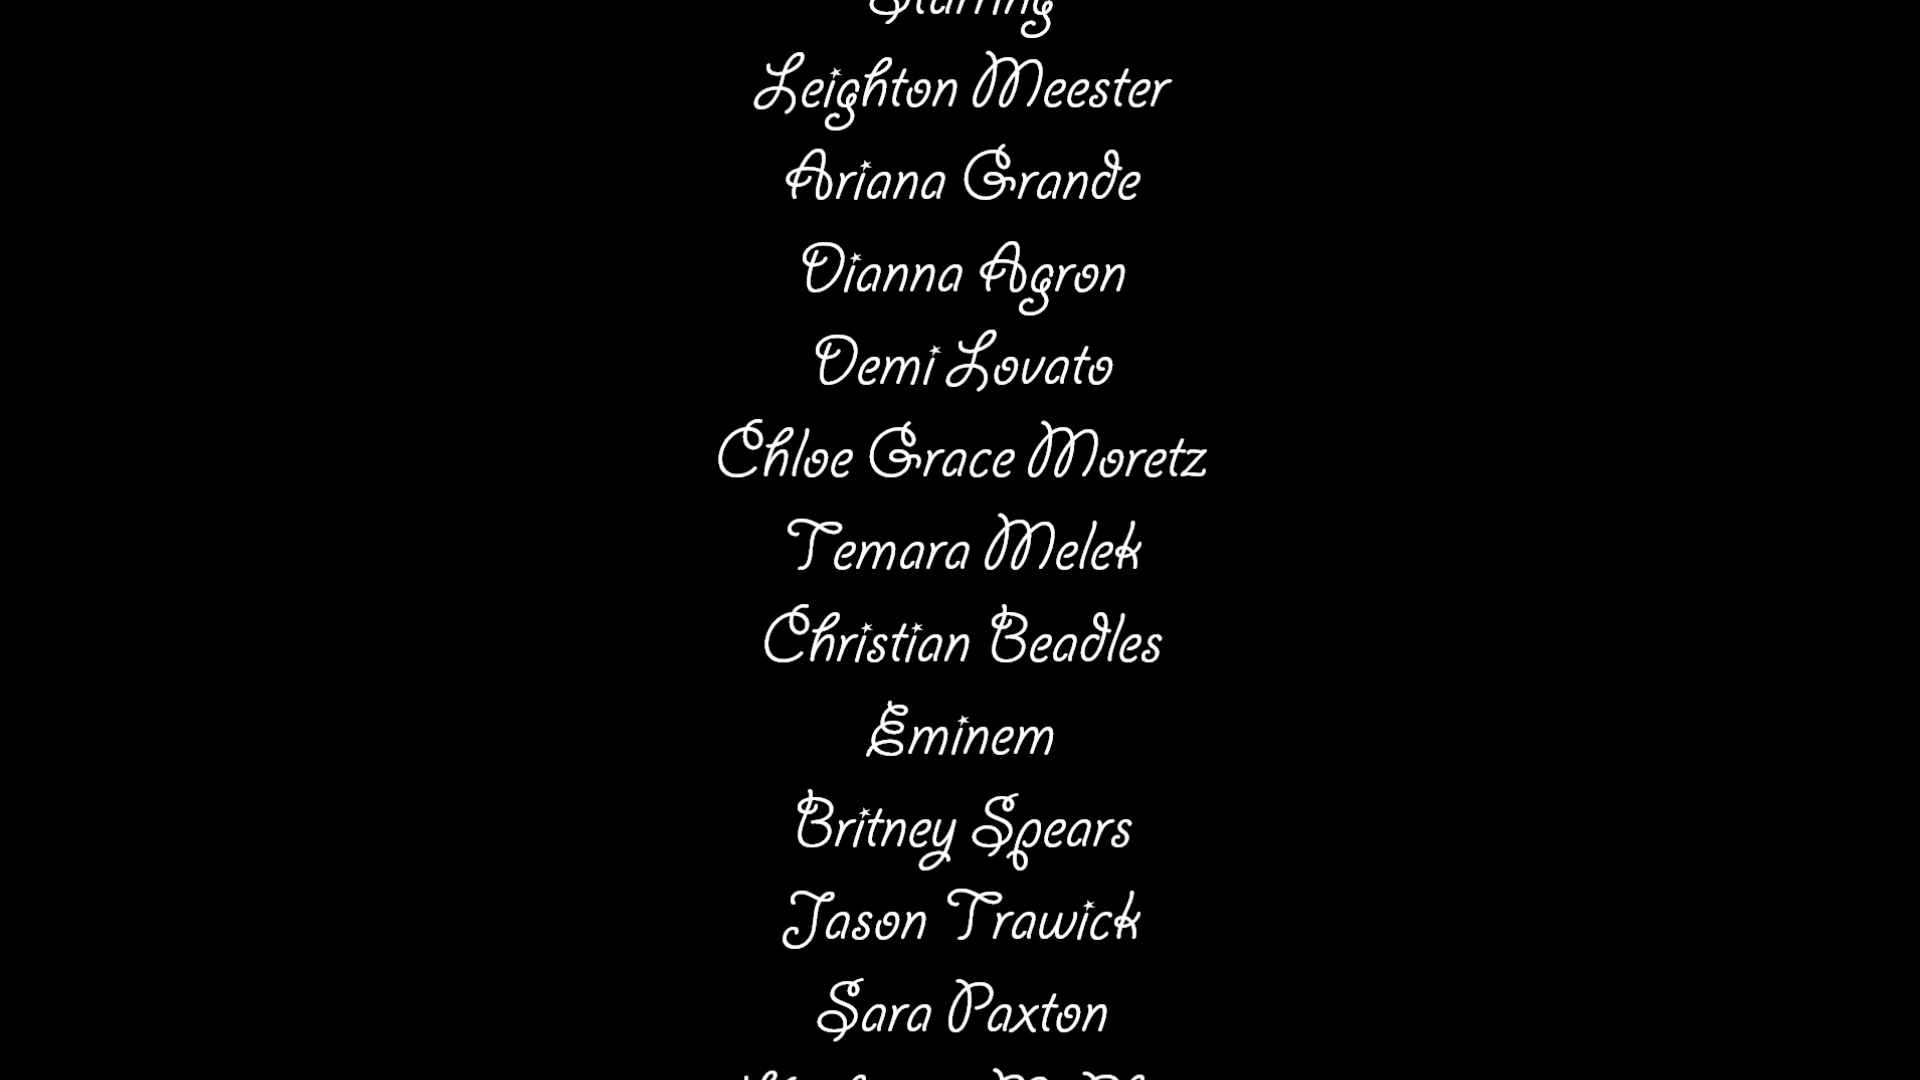 Starring
Leighton Meester
Ariana Grande
Dianna Agron
Demi Lovato
Chloe Grace Moretz
Temara Melek
Christian Beadles
Eminem
Britney Spears
Jason Trawick
Sara Paxton